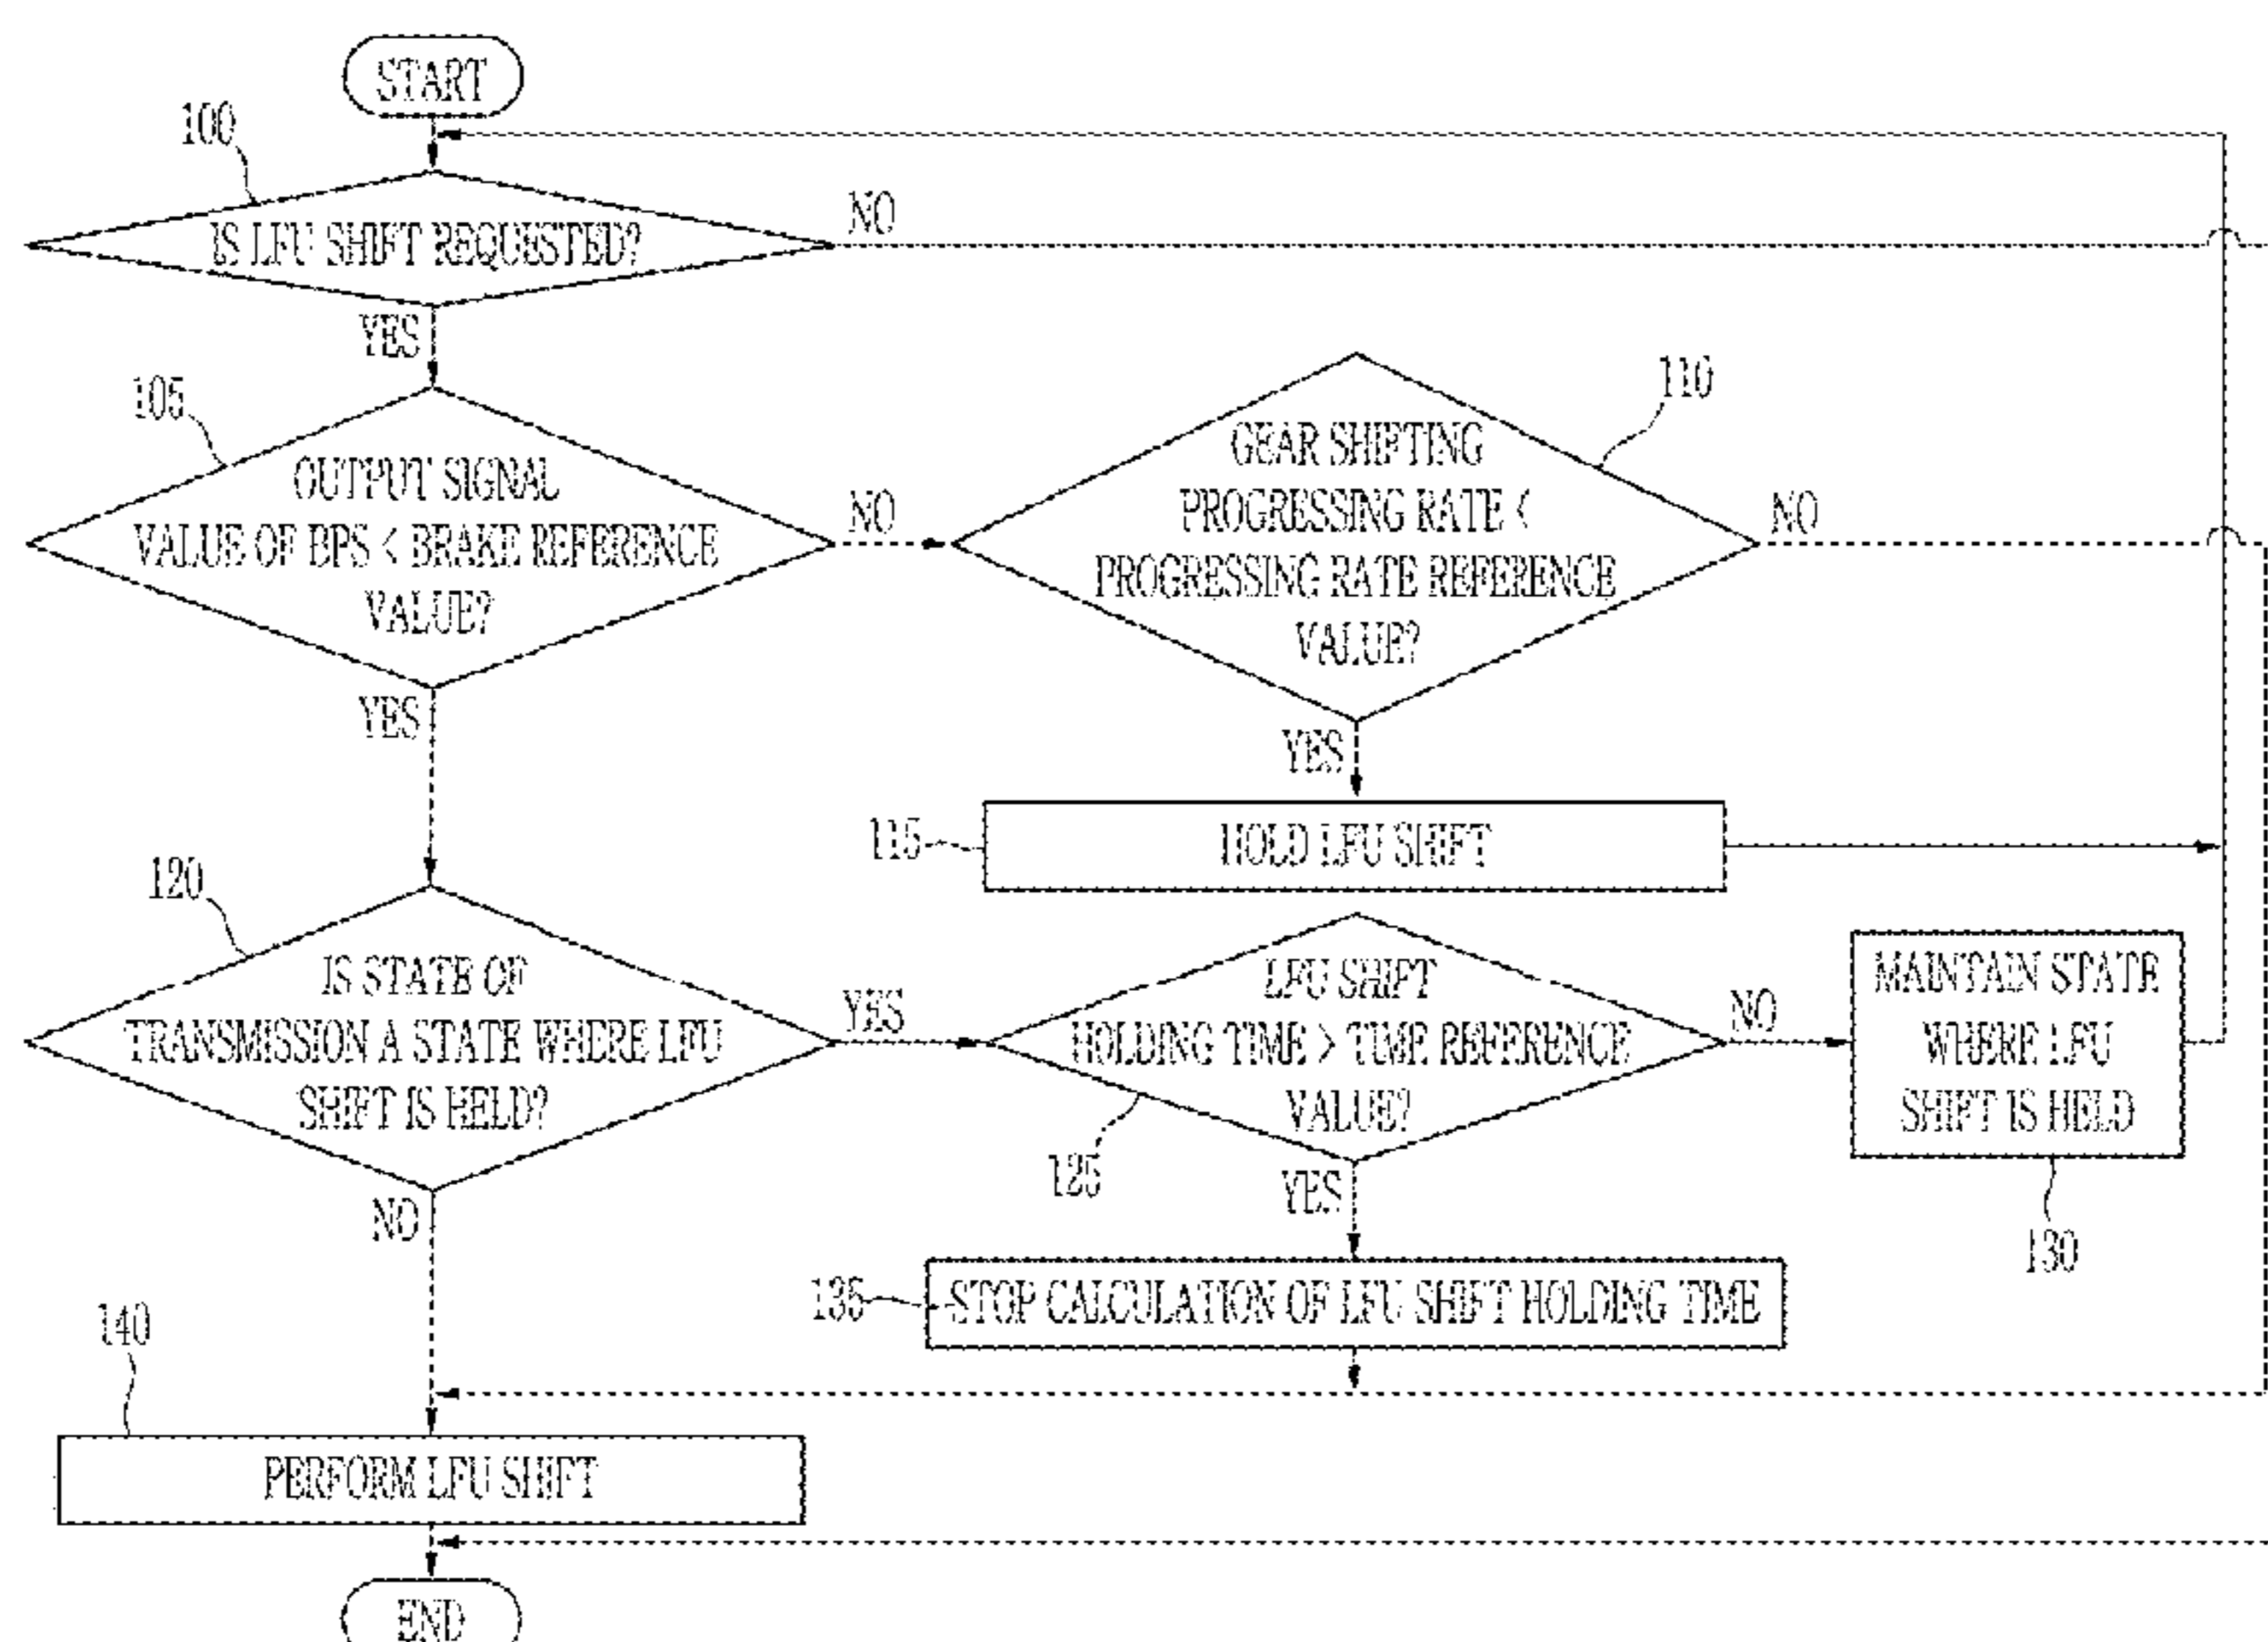 START
100
IS LFU SHIFT REQUESTED?
NO
YES
105
OUTPUT SIGNAL
VALUE OF BPS < BRAKE REFERENCE
VALUE?
NO
YES
110
GEAR SHIFTING
PROGRESSING RATE <
PROGRESSING RATE REFERENCE
VALUE?
NO
YES
115
HOLD LFU SHIFT
120
IS STATE OF
TRANSMISSION A STATE WHERE LFU
SHIFT IS HELD?
YES
NO
LFU SHIFT
HOLDING TIME > TIME REFERENCE
VALUE?
125
NO
YES
MAINTAIN STATE
WHERE LFU
SHIFT IS HELD
130
135
STOP CALCULATION OF LFU SHIFT HOLDING TIME
140
PERFORM LFU SHIFT
END